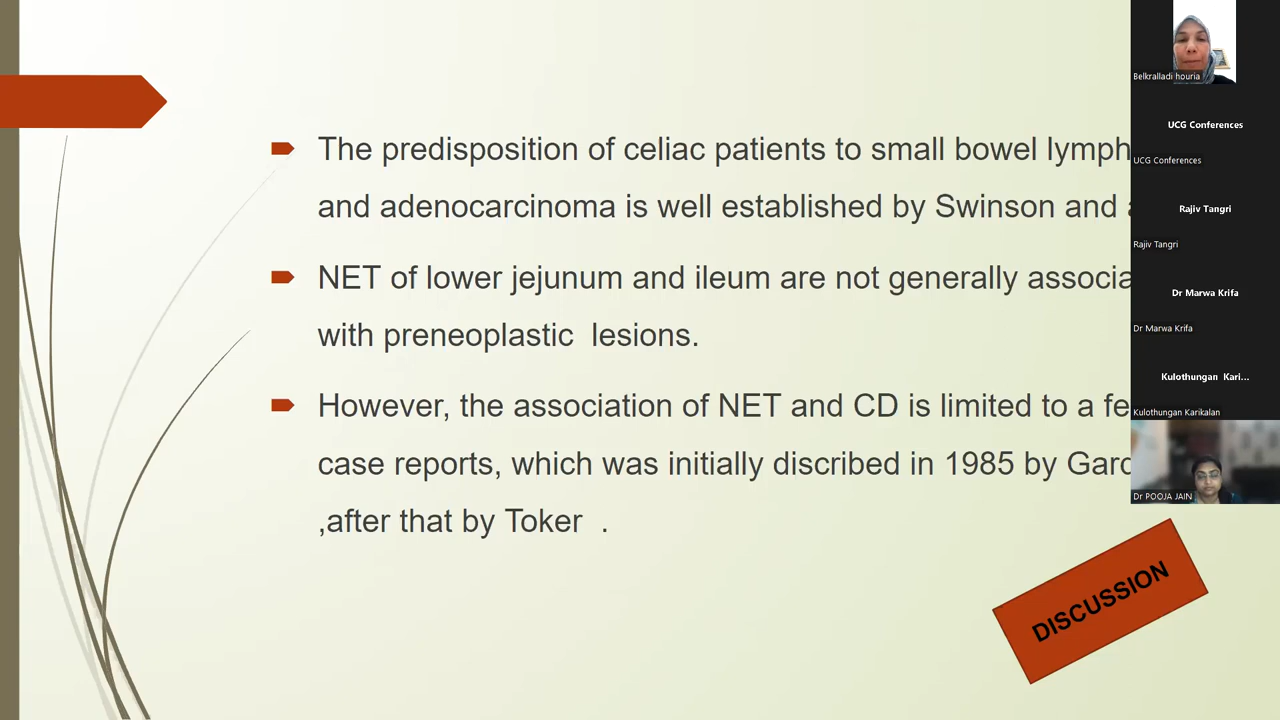 The predisposition of celiac patients to small bowel lymph
and adenocarcinoma is well established by Swinson and
NET of lower jejunum and ileum are not generally associa
with preneoplastic lesions.
However, the association of NET and CD is limited to a fe
case reports, which was initially discribed in 1985 by Garc
,after that by Toker .
DISCUSSION
Belkralladi houria
UCG Conferences
UCG Conferences
Rajiv Tangri
Rajiv Tangri
Dr Marwa Krifa
Dr Marwa Krifa
Kulothungan Kari...
Kulothungan Karikalan
Dr POOJA JAIN